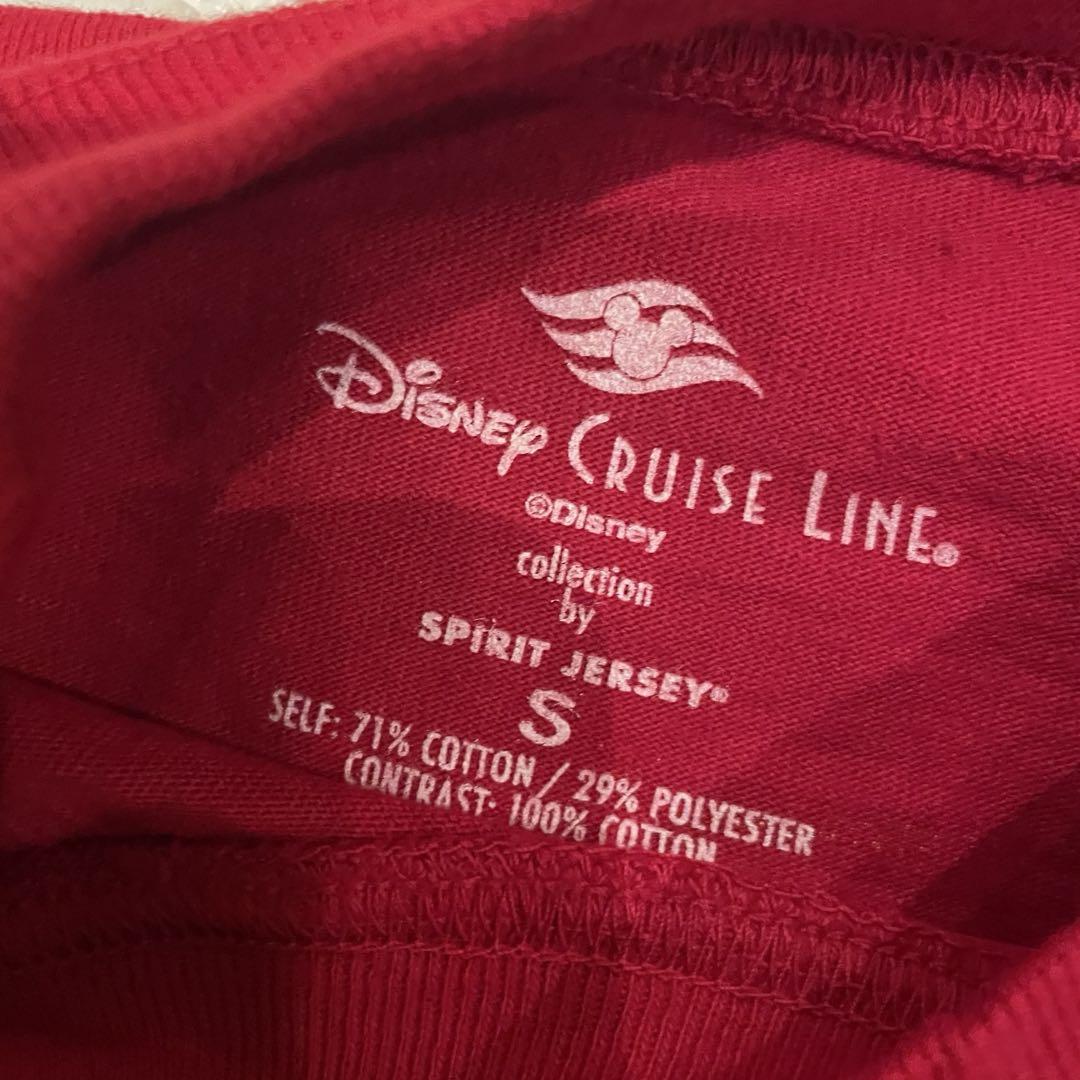 Disney CRUISE LINE®
©Disney
collection
by
SPIRIT JERSEY®
S
SELF: 71% COTTON / 29% POLYESTER
CONTRAST: 100% COTTON